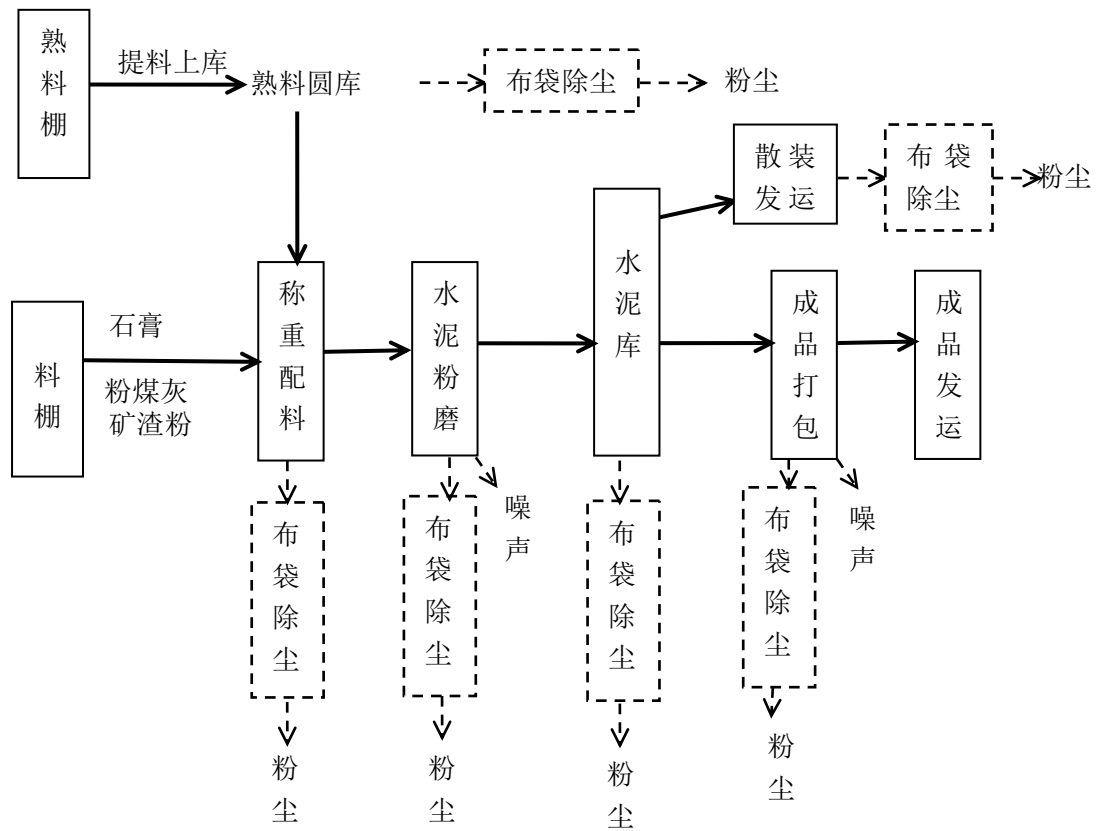 熟料棚
提料上库
熟料圆库
布袋除尘
粉尘
散装
发运
布袋
除尘
粉尘
料棚
石膏
粉煤灰
矿渣粉
称重配料
水泥粉磨
水泥库
成品打包
成品发运
布袋除尘
粉尘
布袋除尘
噪声
粉尘
布袋除尘
粉尘
布袋除尘
噪声
粉尘